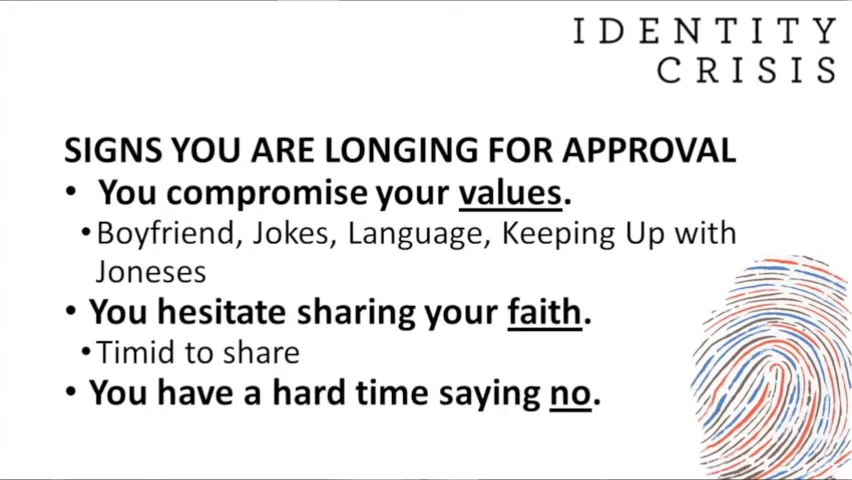 IDENTITY
CRISIS
SIGNS YOU ARE LONGING FOR APPROVAL
• You compromise your values.
• Boyfriend, Jokes, Language, Keeping Up with
Joneses
• You hesitate sharing your faith.
• Timid to share
• You have a hard time saying no.